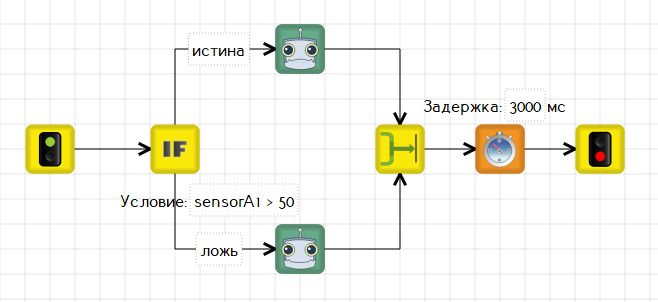 истина
Задержка: 3000 мс
IF
Условие: sensorA1 > 50
ложь